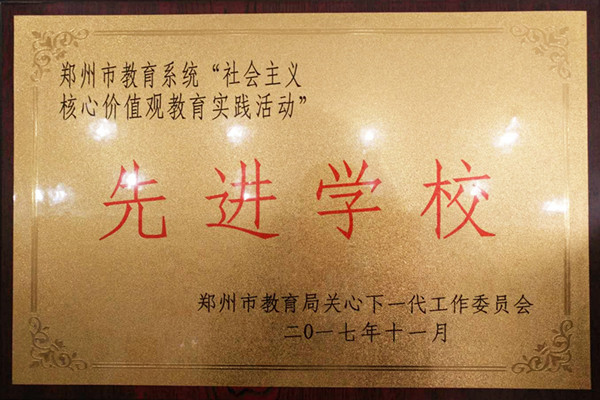 郑州市教育系统“社会主义
核心价值观教育实践活动”
先进学校
郑州市教育局关心下一代工作委员会
二0一七年十一月